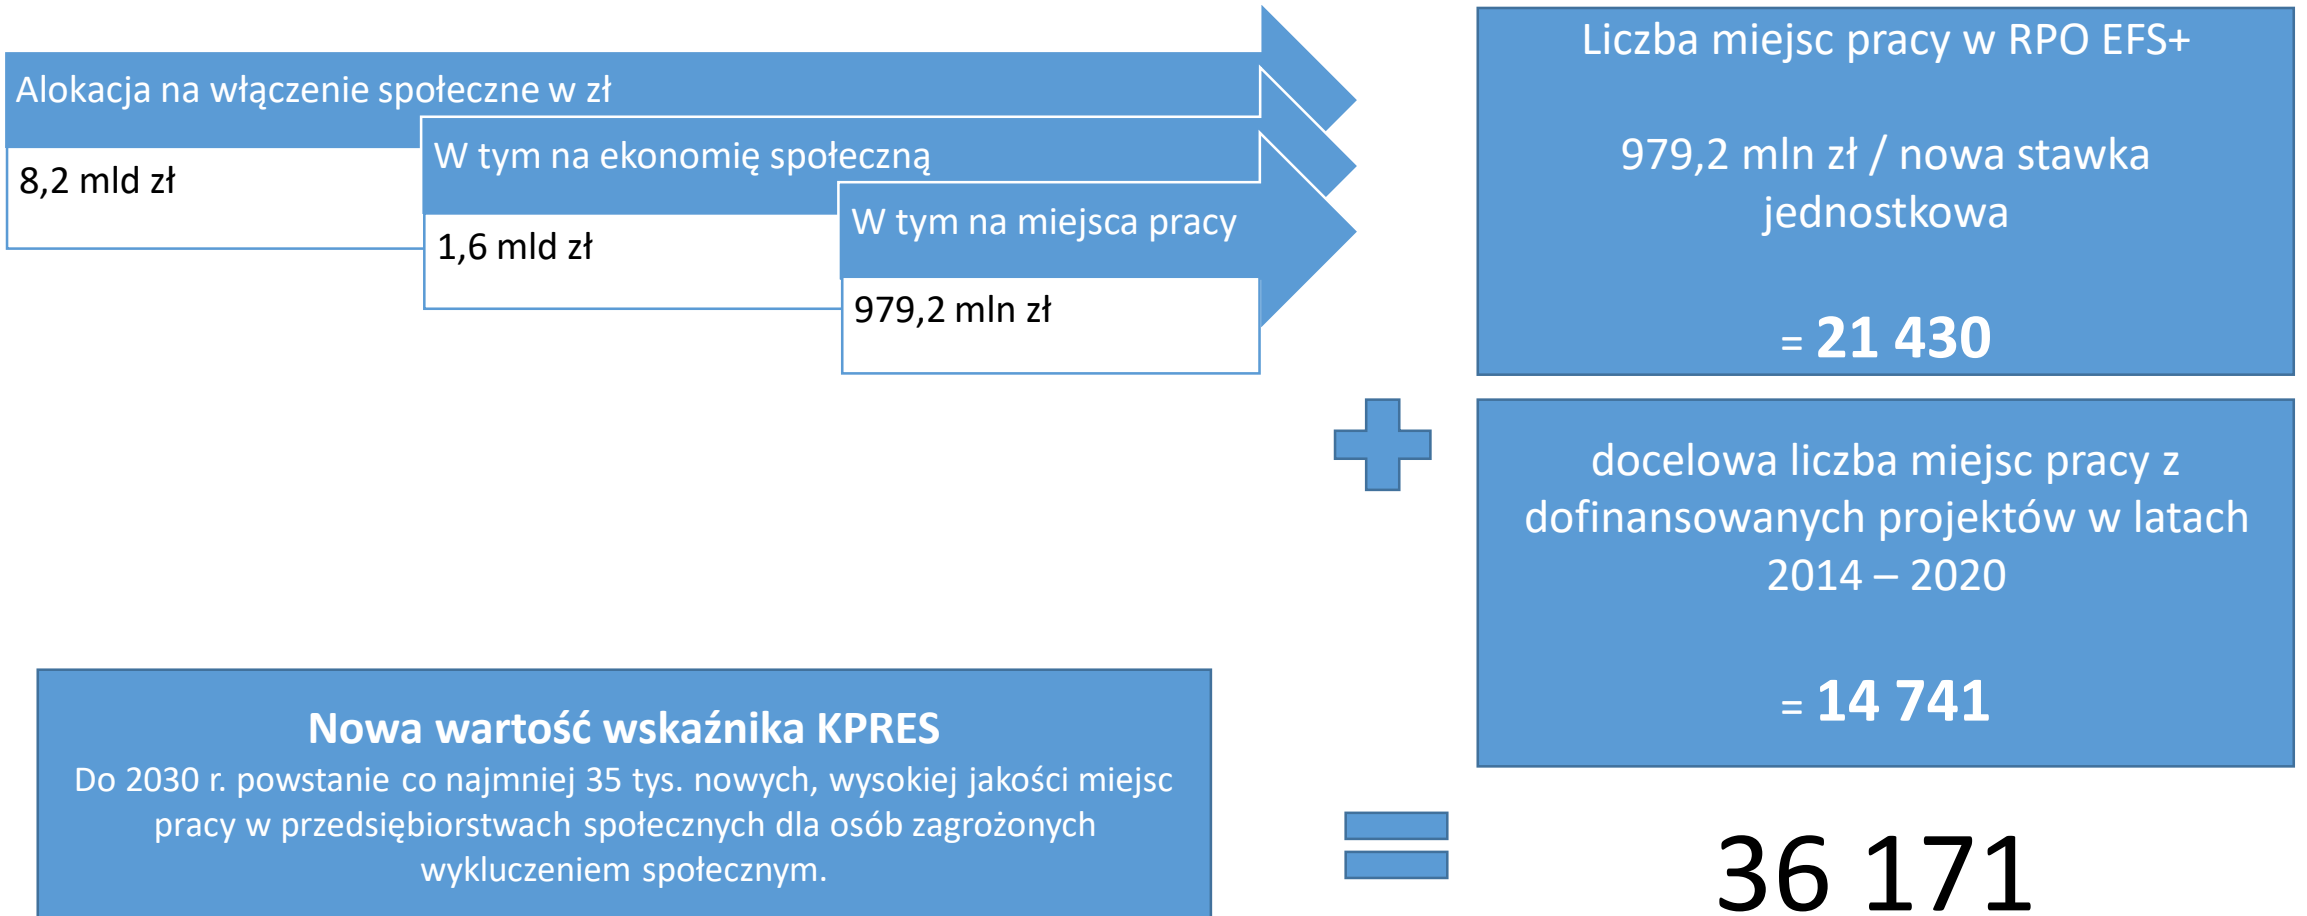 Alokacja na włączenie społeczne w zł
8,2 mld zł
W tym na ekonomię społeczną
1,6 mld zł
W tym na miejsca pracy
979,2 mln zł
Liczba miejsc pracy w RPO EFS+
979,2 mln zł / nowa stawka
jednostkowa
= 21 430
docelowa liczba miejsc pracy z
dofinansowanych projektów w latach
2014 – 2020
= 14 741
Nowa wartość wskaźnika KPRES
Do 2030 r. powstanie co najmniej 35 tys. nowych, wysokiej jakości miejsc
pracy w przedsiębiorstwach społecznych dla osób zagrożonych
wykluczeniem społecznym.
36 171